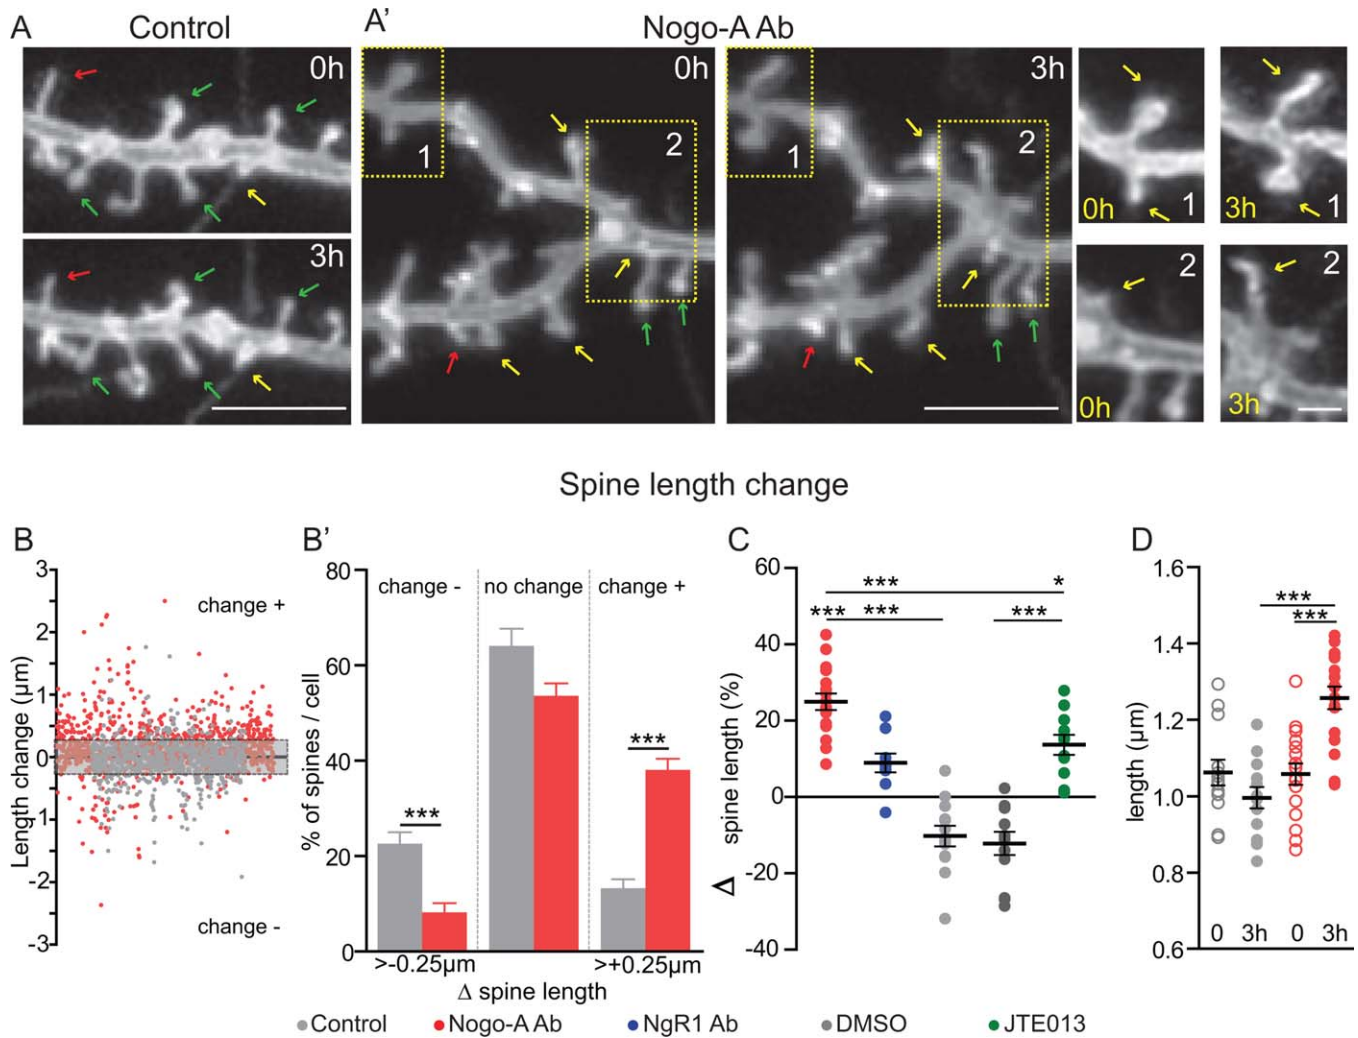 A Control
0h
3h
A' Nogo-A Ab
0h
1
2
3h
1
2
0h
1
3h
1
2
0h
2
3h
Spine length change
B
Length change (µm)
3
2
1
0
-1
-2
-3
change +
change -
B'
% of spines / cell
80
60
40
20
0
change -
no change
change +
***
***
>-0.25µm
>+0.25µm
Δ spine length
C
Δ spine length (%)
60
40
20
0
-20
-40
***
*
***
***
***
D
length (µm)
1.6
1.4
1.2
1.0
0.8
0.6
***
***
0 3h 0 3h
Control Nogo-A Ab NgR1 Ab DMSO JTE013